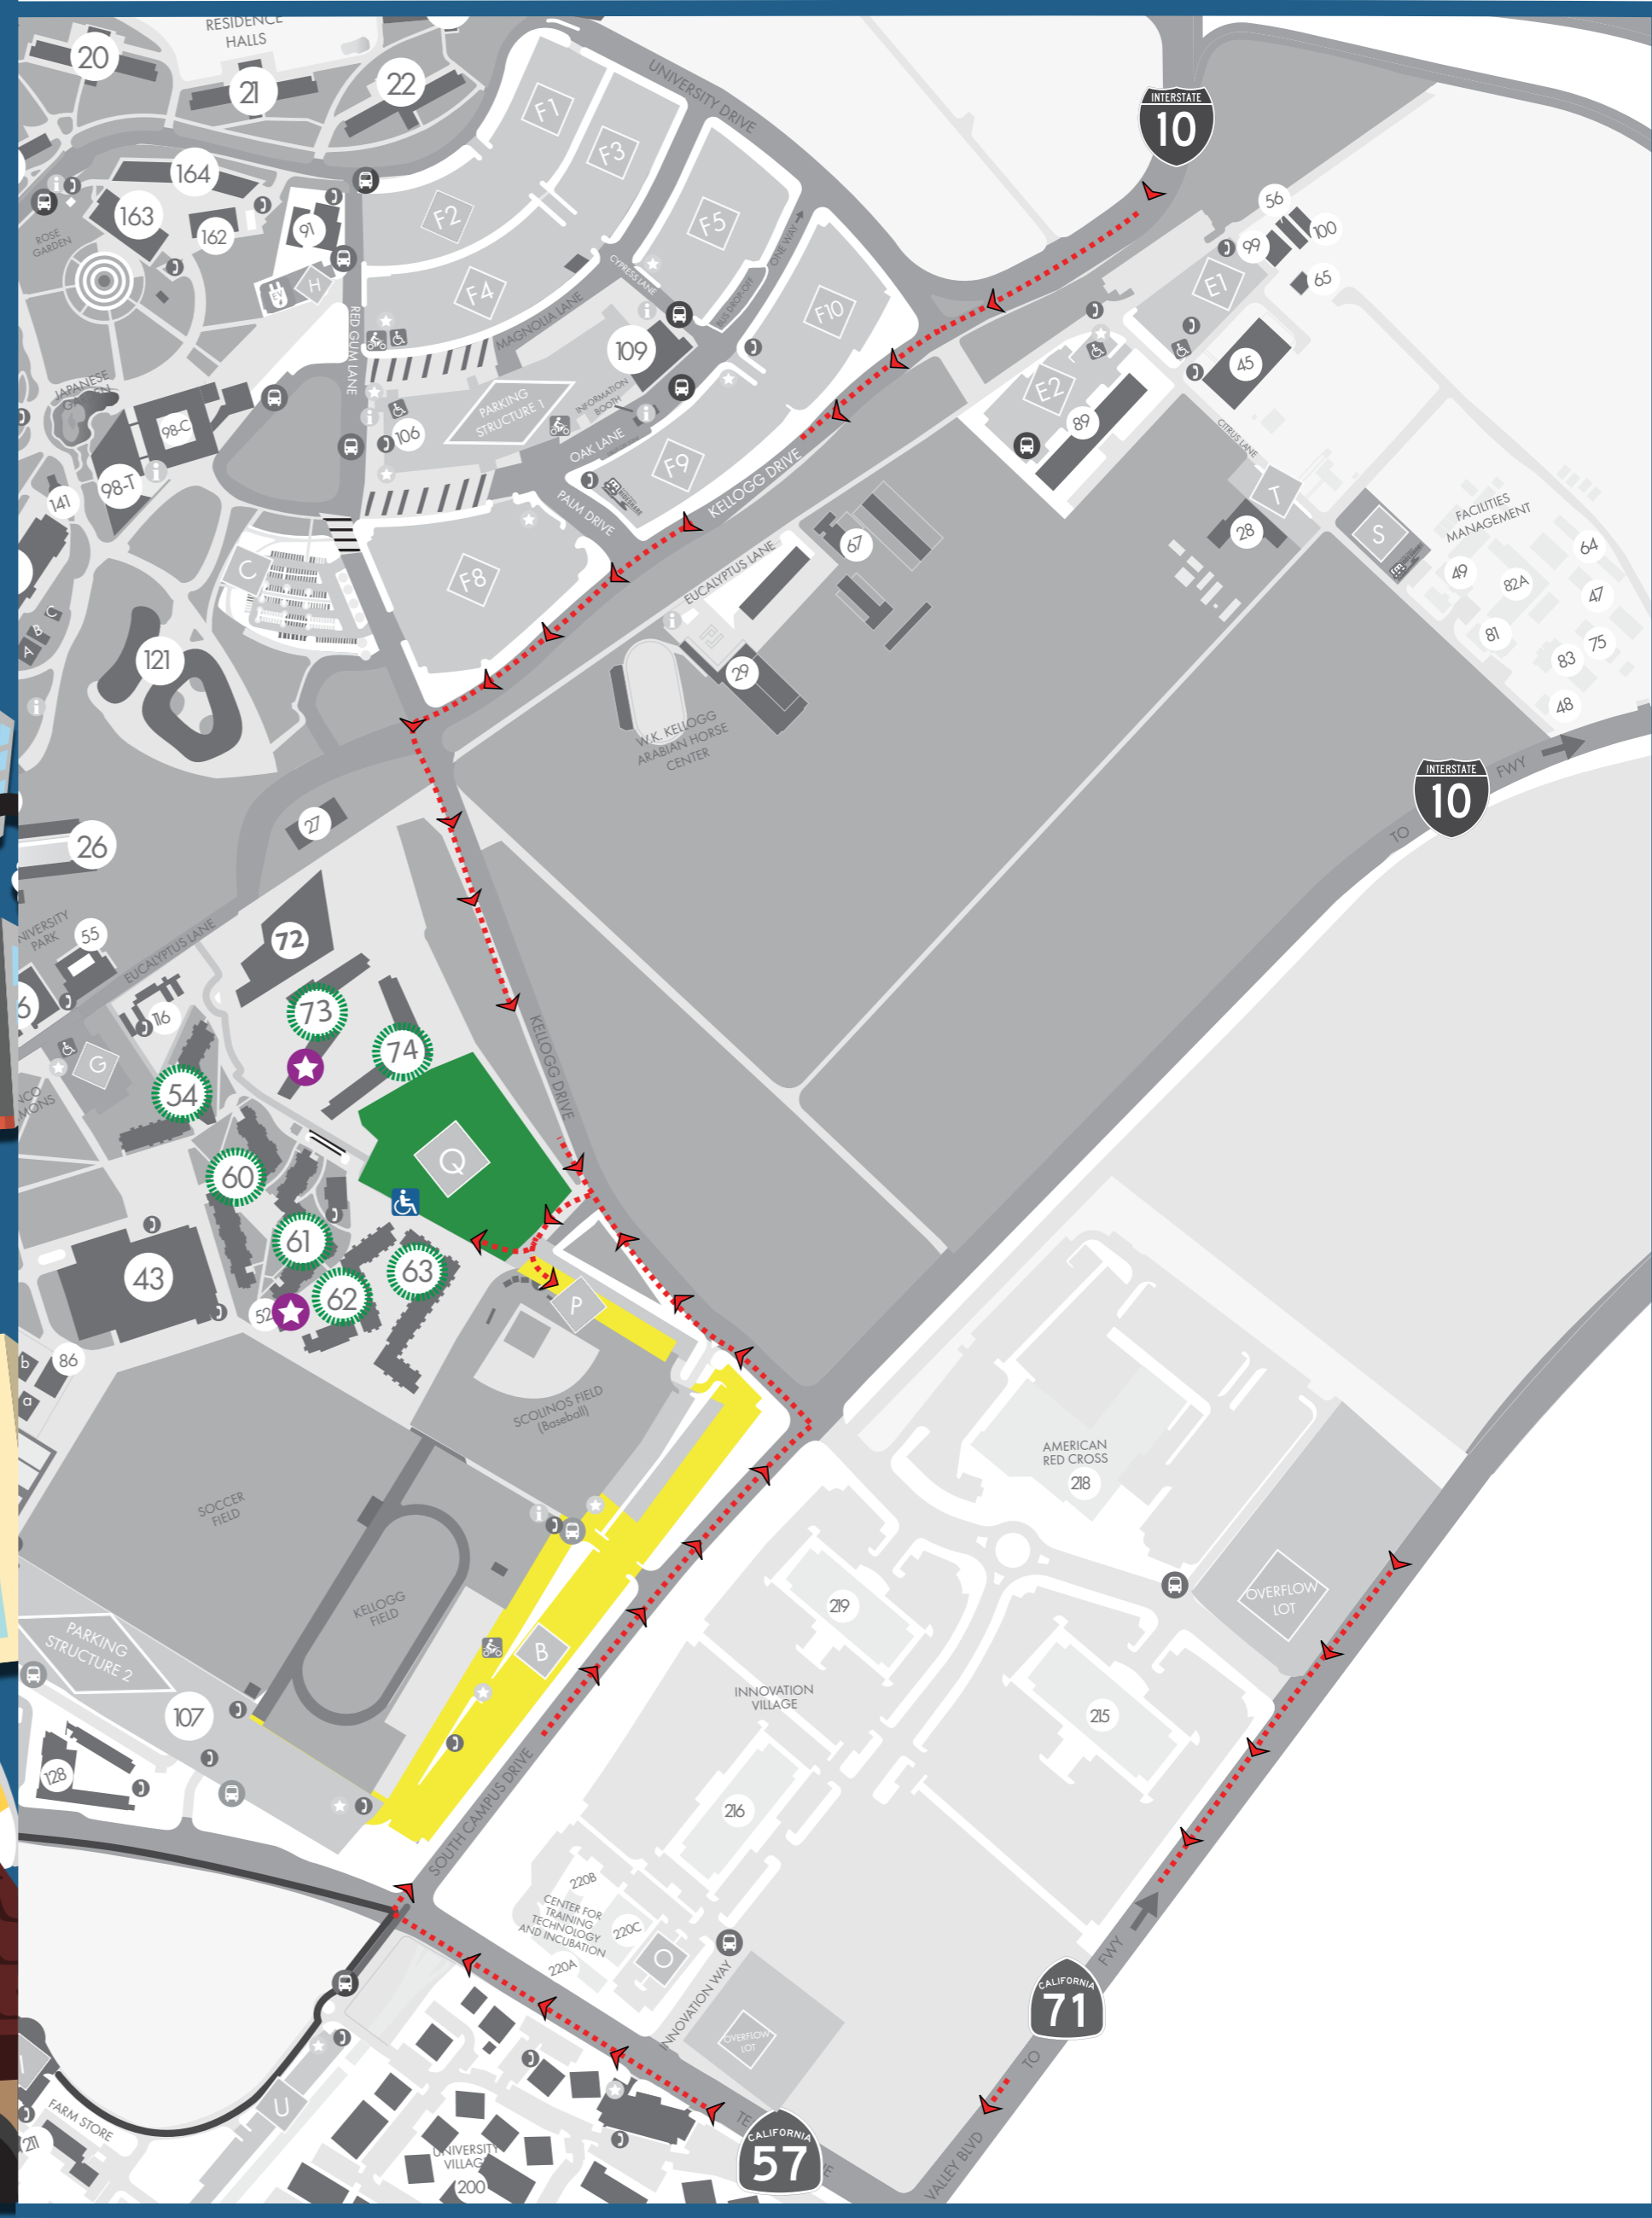 RESIDENCE
HALLS
20
21
22
UNIVERSITY DRIVE
F1
F3
INTERSTATE
10
164
163
162
91
ROSE
GARDEN
F2
F5
ONE WAY
56
100
99
65
E1
H
EV
F4
CYPRESS LANE
BUS DROP-OFF
F10
RED GUM LANE
MAGNOLIA LANE
109
45
JAPANESE
GARDEN
PARKING
STRUCTURE 1
INFORMATION
BOOTH
E2
89
98-C
106
OAK LANE
F9
CITRUS LANE
98-T
141
PALM DRIVE
KELLOGG DRIVE
T
S
FACILITIES
MANAGEMENT
28
67
64
C
F8
EUCALYPTUS LANE
49
82A
47
C
B
A
81
75
83
48
121
29
W.K. KELLOGG
ARABIAN HORSE
CENTER
INTERSTATE
10
FWY
TO
27
26
72
55
EUCALYPTUS LANE
116
73
74
KELLOGG DRIVE
G
54
Q
60
61
63
43
62
52
P
86
b
a
SCOLINOS FIELD
(Baseball)
AMERICAN
RED CROSS
218
SOCCER
FIELD
OVERFLOW
LOT
KELLOGG
FIELD
219
PARKING
STRUCTURE 2
B
INNOVATION
VILLAGE
107
215
128
216
SOUTH CAMPUS DRIVE
220B
CENTER FOR
TRAINING
TECHNOLOGY
AND INCUBATION
220C
220A
O
FWY
CALIFORNIA
71
TO
INNOVATION WAY
OVERFLOW
LOT
U
FARM STORE
211
UNIVERSITY
VILLAGE
200
CALIFORNIA
57
VALLEY BLVD